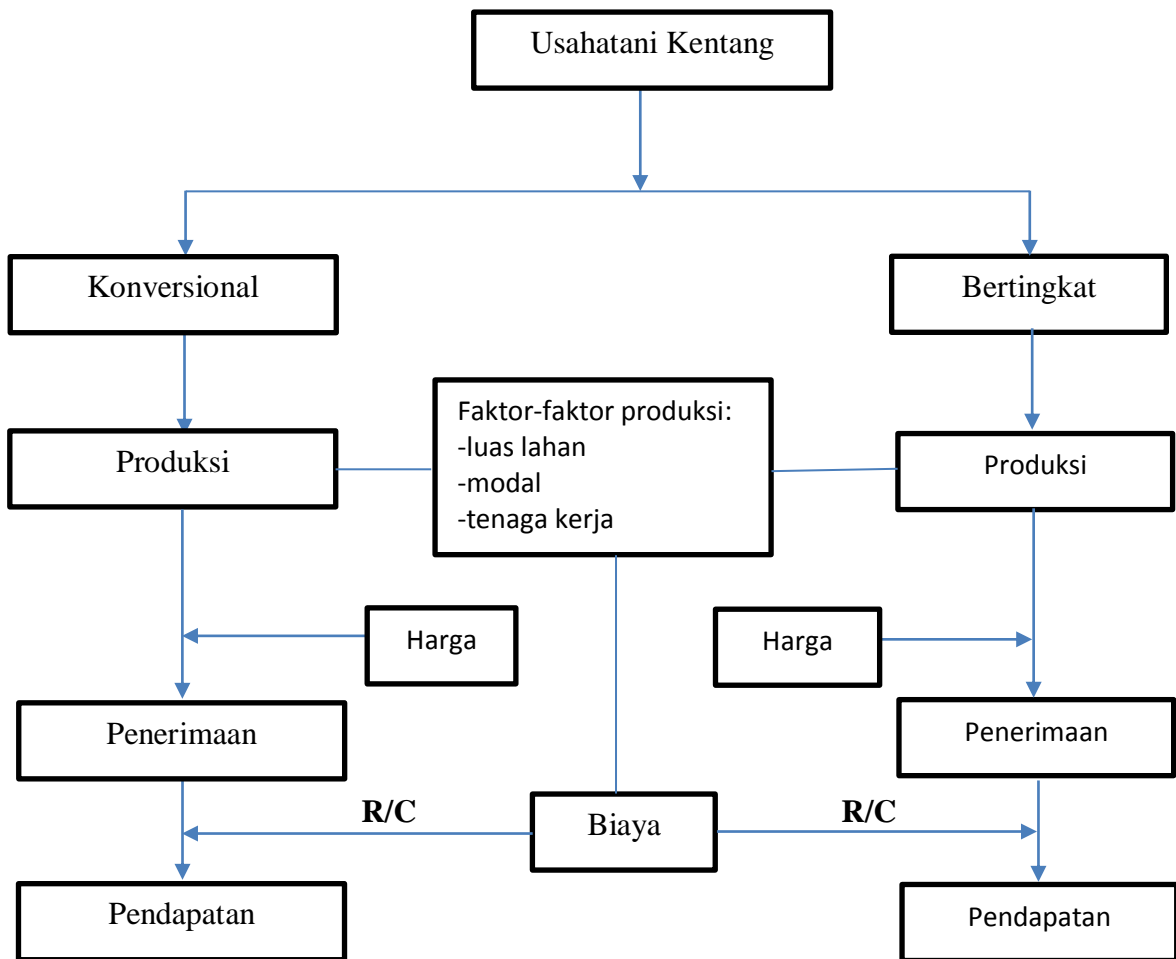 Usahatani Kentang
Konversional
Bertingkat
Faktor-faktor produksi:
-luas lahan
-modal
-tenaga kerja
Produksi
Produksi
Harga
Harga
Penerimaan
Penerimaan
R/C
Biaya
R/C
Pendapatan
Pendapatan